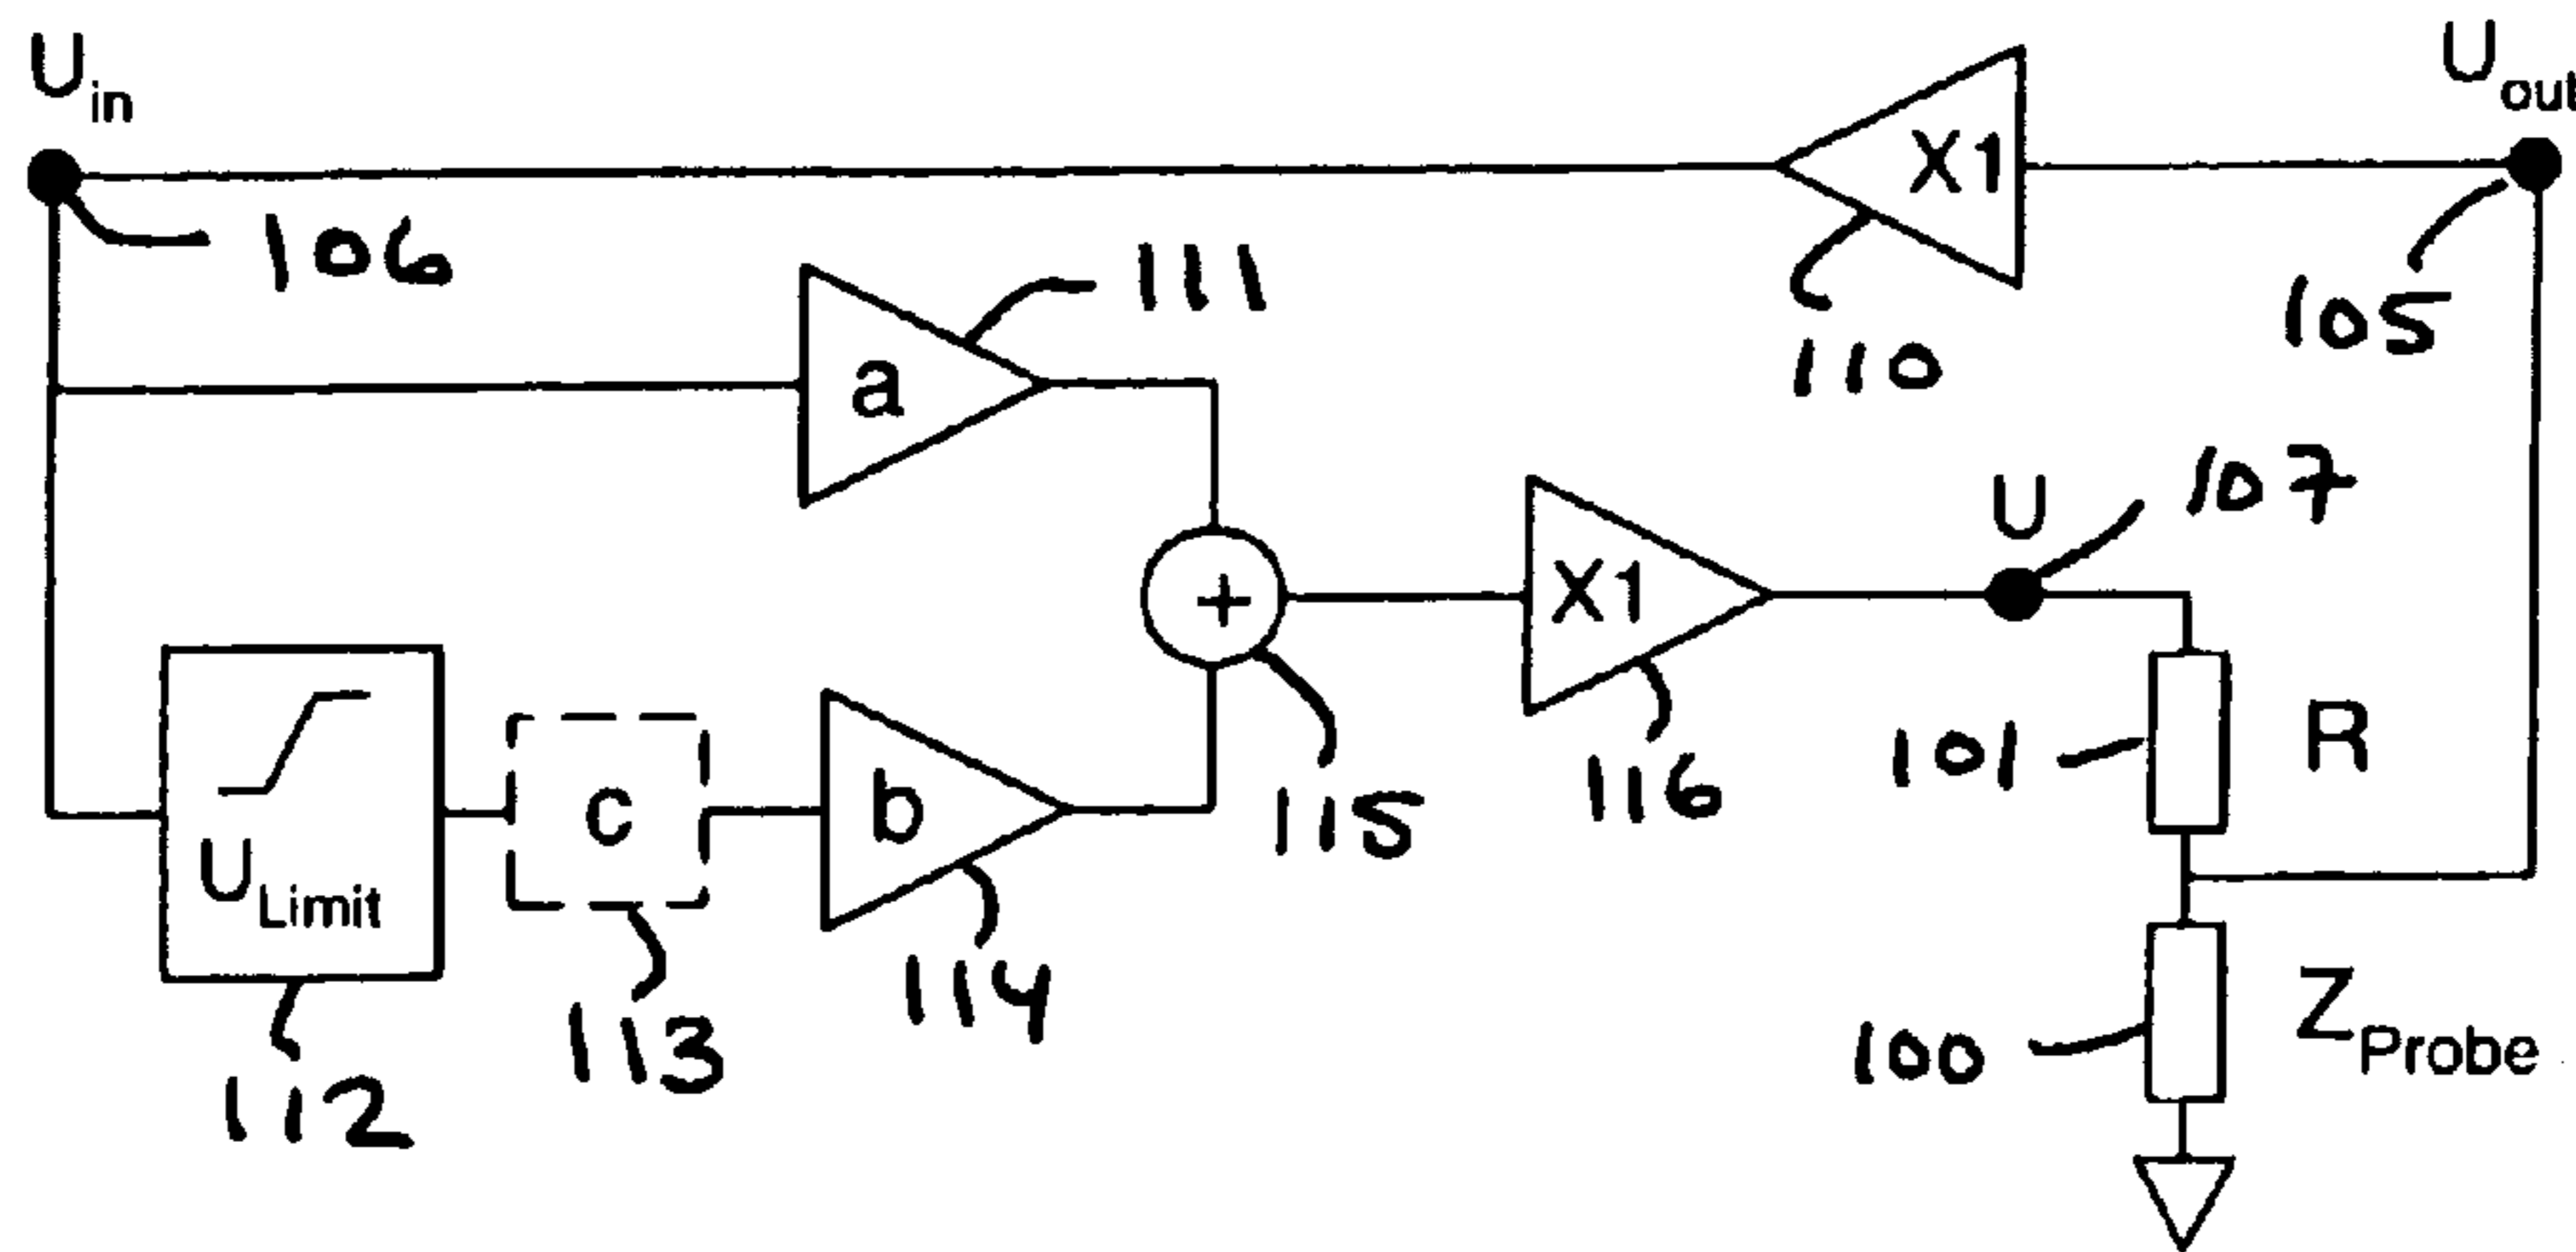 U_in
U_out
X1
106
111
105
110
a
U
107
+
X1
R
101
116
c
b
115
U_Limit
114
Z_Probe
113
100
112